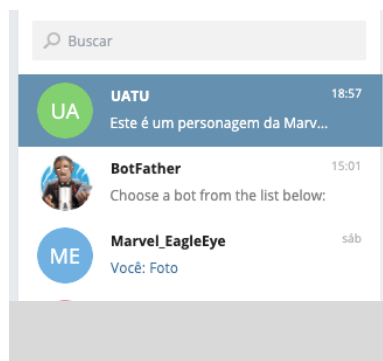 Buscar
UA
UATU 18:57
Este é um personagem da Marv...
BotFather 15:01
Choose a bot from the list below:
ME
Marvel_EagleEye sáb
Você: Foto